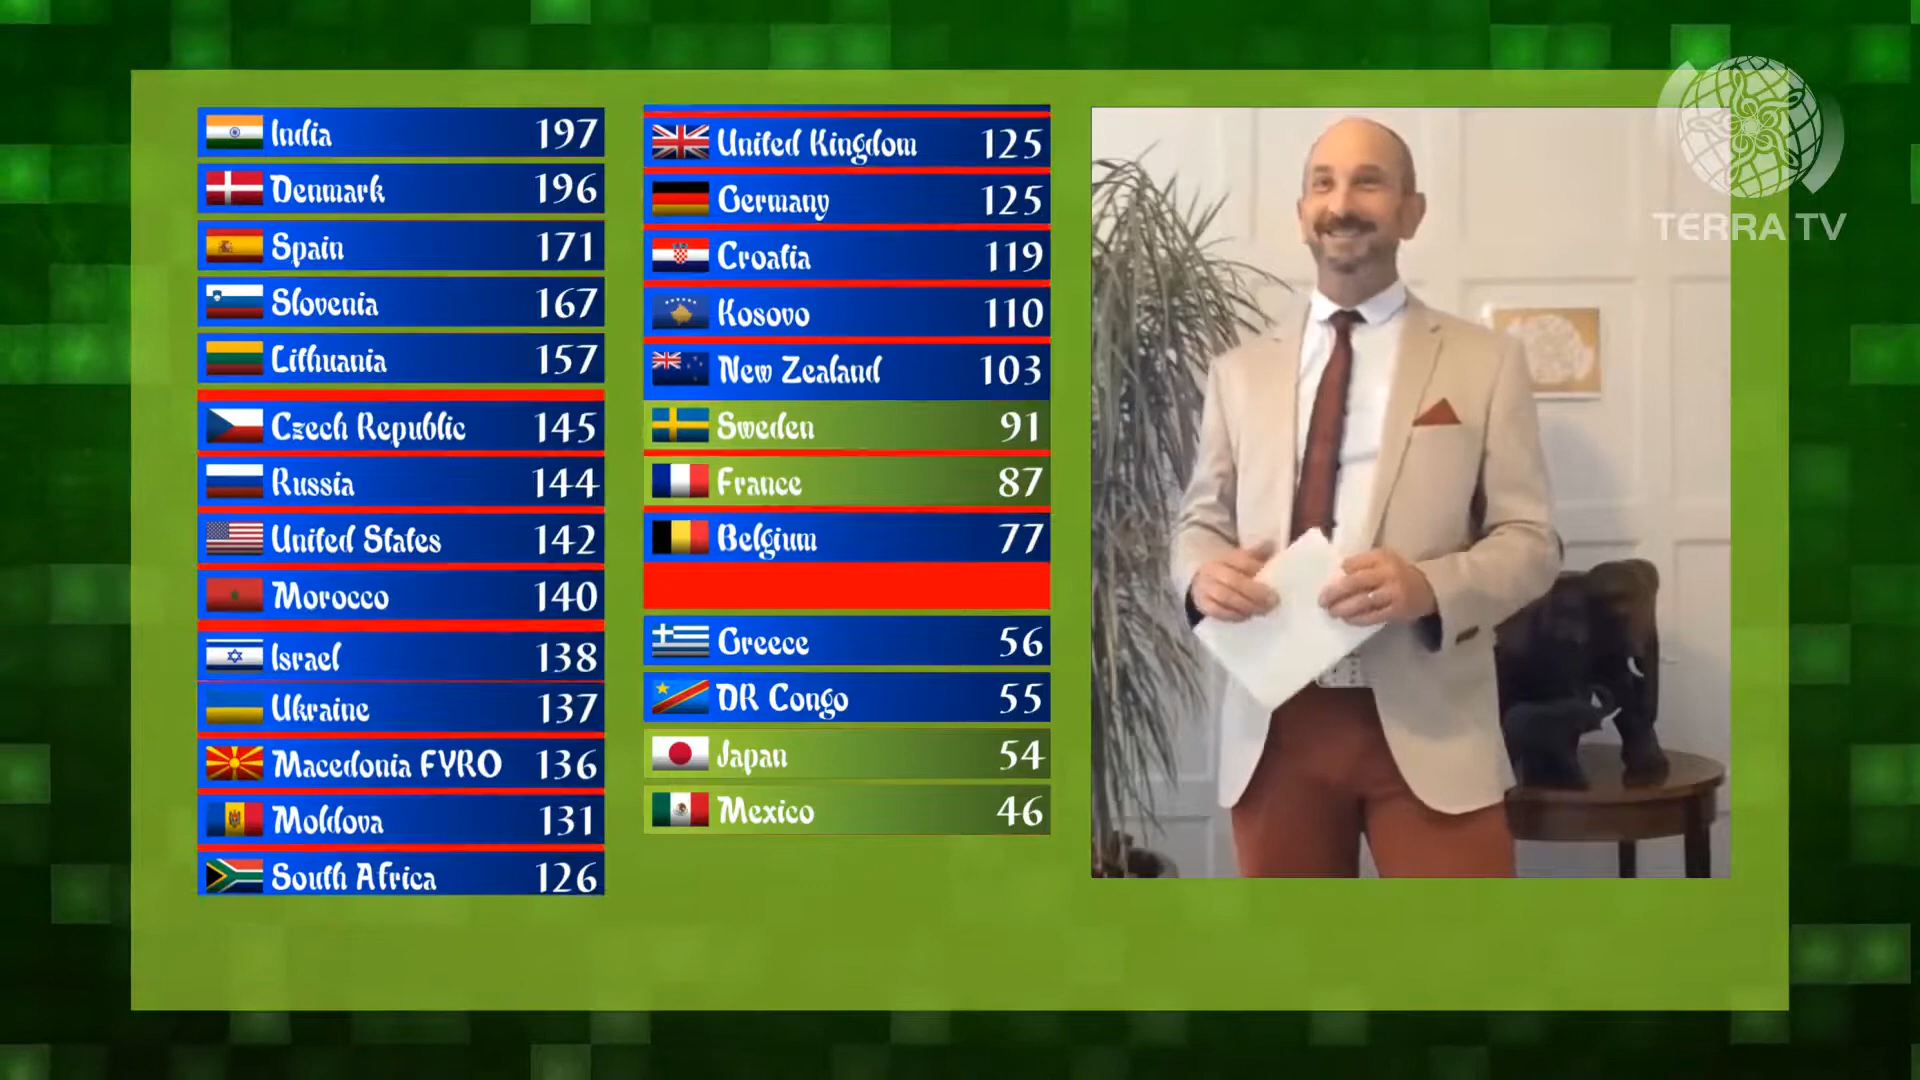 India 197
Denmark 196
Spain 171
Slovenia 167
Lithuania 157
Czech Republic 145
Russia 144
United States 142
Morocco 140
Israel 138
Ukraine 137
Macedonia FYRO 136
Moldova 131
South Africa 126
United Kingdom 125
Germany 125
Croatia 119
Kosovo 110
New Zealand 103
Sweden 91
France 87
Belgium 77
Greece 56
DR Congo 55
Japan 54
Mexico 46
TERRA TV